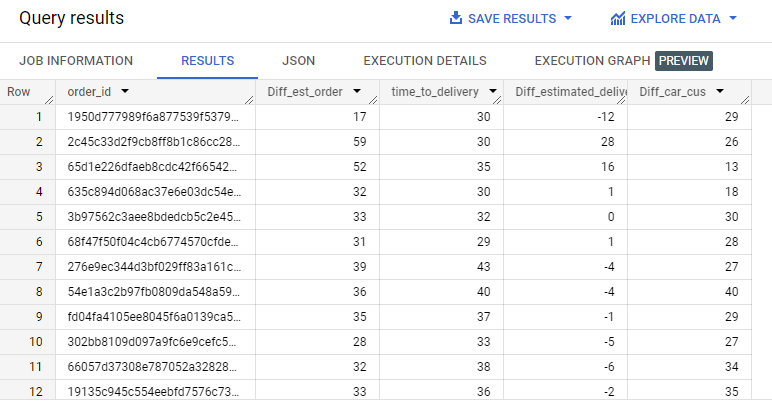 Query results SAVE RESULTS EXPLORE DATA
JOB INFORMATION RESULTS JSON EXECUTION DETAILS EXECUTION GRAPH PREVIEW
Row order_id Diff_est_order time_to_delivery Diff_estimated_delive Diff_car_cus
1 1950d777989f6a877539f5379... 17 30 -12 29
2 2c45c33d2f9cb8ff8b1c86cc28... 59 30 28 26
3 65d1e226dfaeb8cdc42f66542... 52 35 16 13
4 635c894d068ac37e6e03dc54e... 32 30 1 18
5 3b97562c3aee8bdedcb5c2e45... 33 32 0 30
6 68f47f50f04c4cb6774570cfde... 31 29 1 28
7 276e9ec344d3bf029ff83a161c... 39 43 -4 27
8 54e1a3c2b97fb0809da548a59... 36 40 -4 40
9 fd04fa4105ee8045f6a0139ca5... 35 37 -1 29
10 302bb8109d097a9fc6e9cefc5... 28 33 -5 27
11 66057d37308e787052a32828... 32 38 -6 34
12 19135c945c554eebfd7576c73... 33 36 -2 35